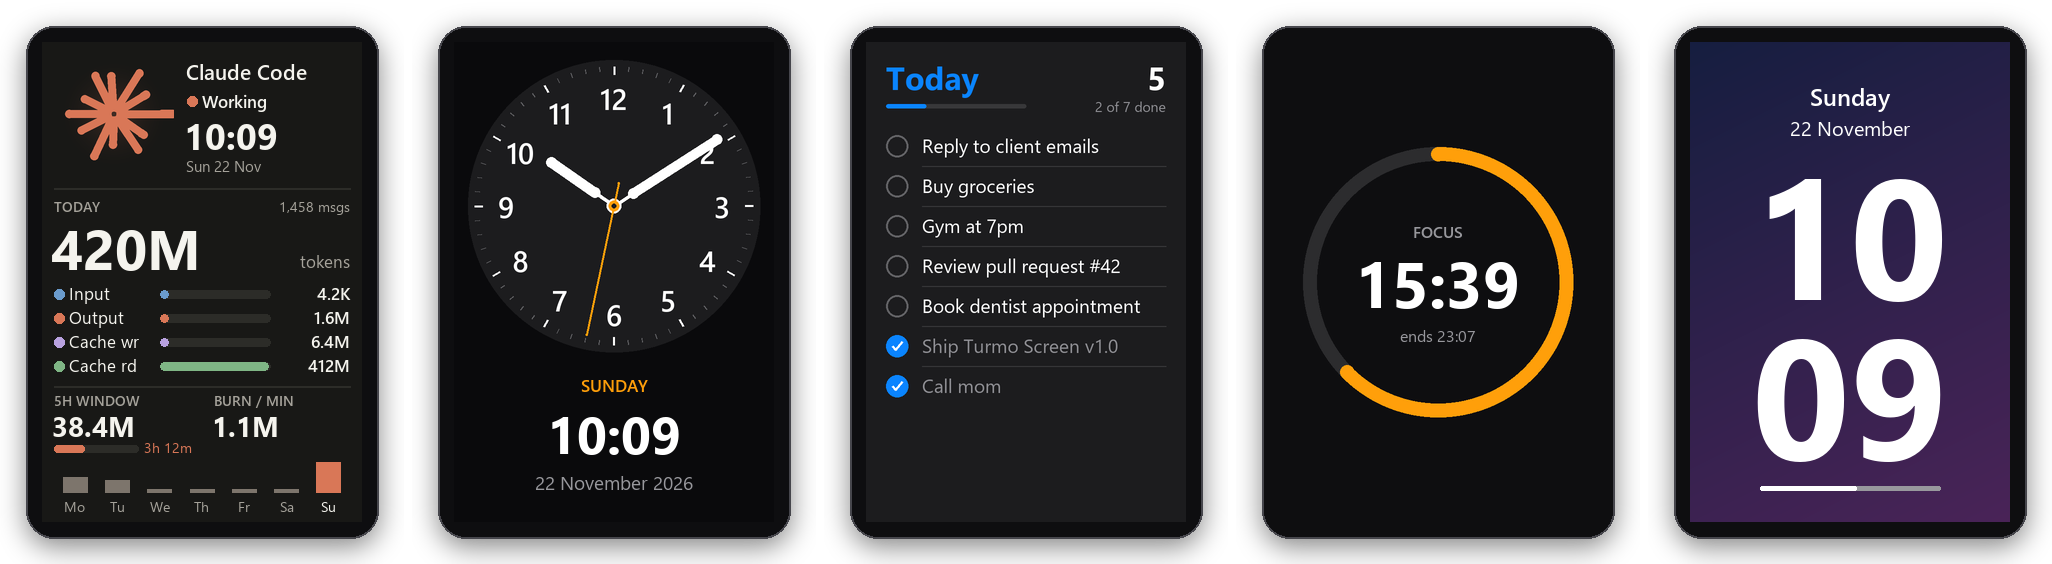 Claude Code
Working
10:09
Sun 22 Nov
TODAY 1,458 msgs
420M tokens
Input 4.2K
Output 1.6M
Cache wr 6.4M
Cache rd 412M
5H WINDOW BURN / MIN
38.4M 1.1M
3h 12m
Mo Tu We Th Fr Sa Su
12
11 1
10 2
9 3
8 4
7 5
6
SUNDAY
10:09
22 November 2026
Today 5
2 of 7 done
Reply to client emails
Buy groceries
Gym at 7pm
Review pull request #42
Book dentist appointment
Ship Turmo Screen v1.0
Call mom
FOCUS
15:39
ends 23:07
Sunday
22 November
10
09